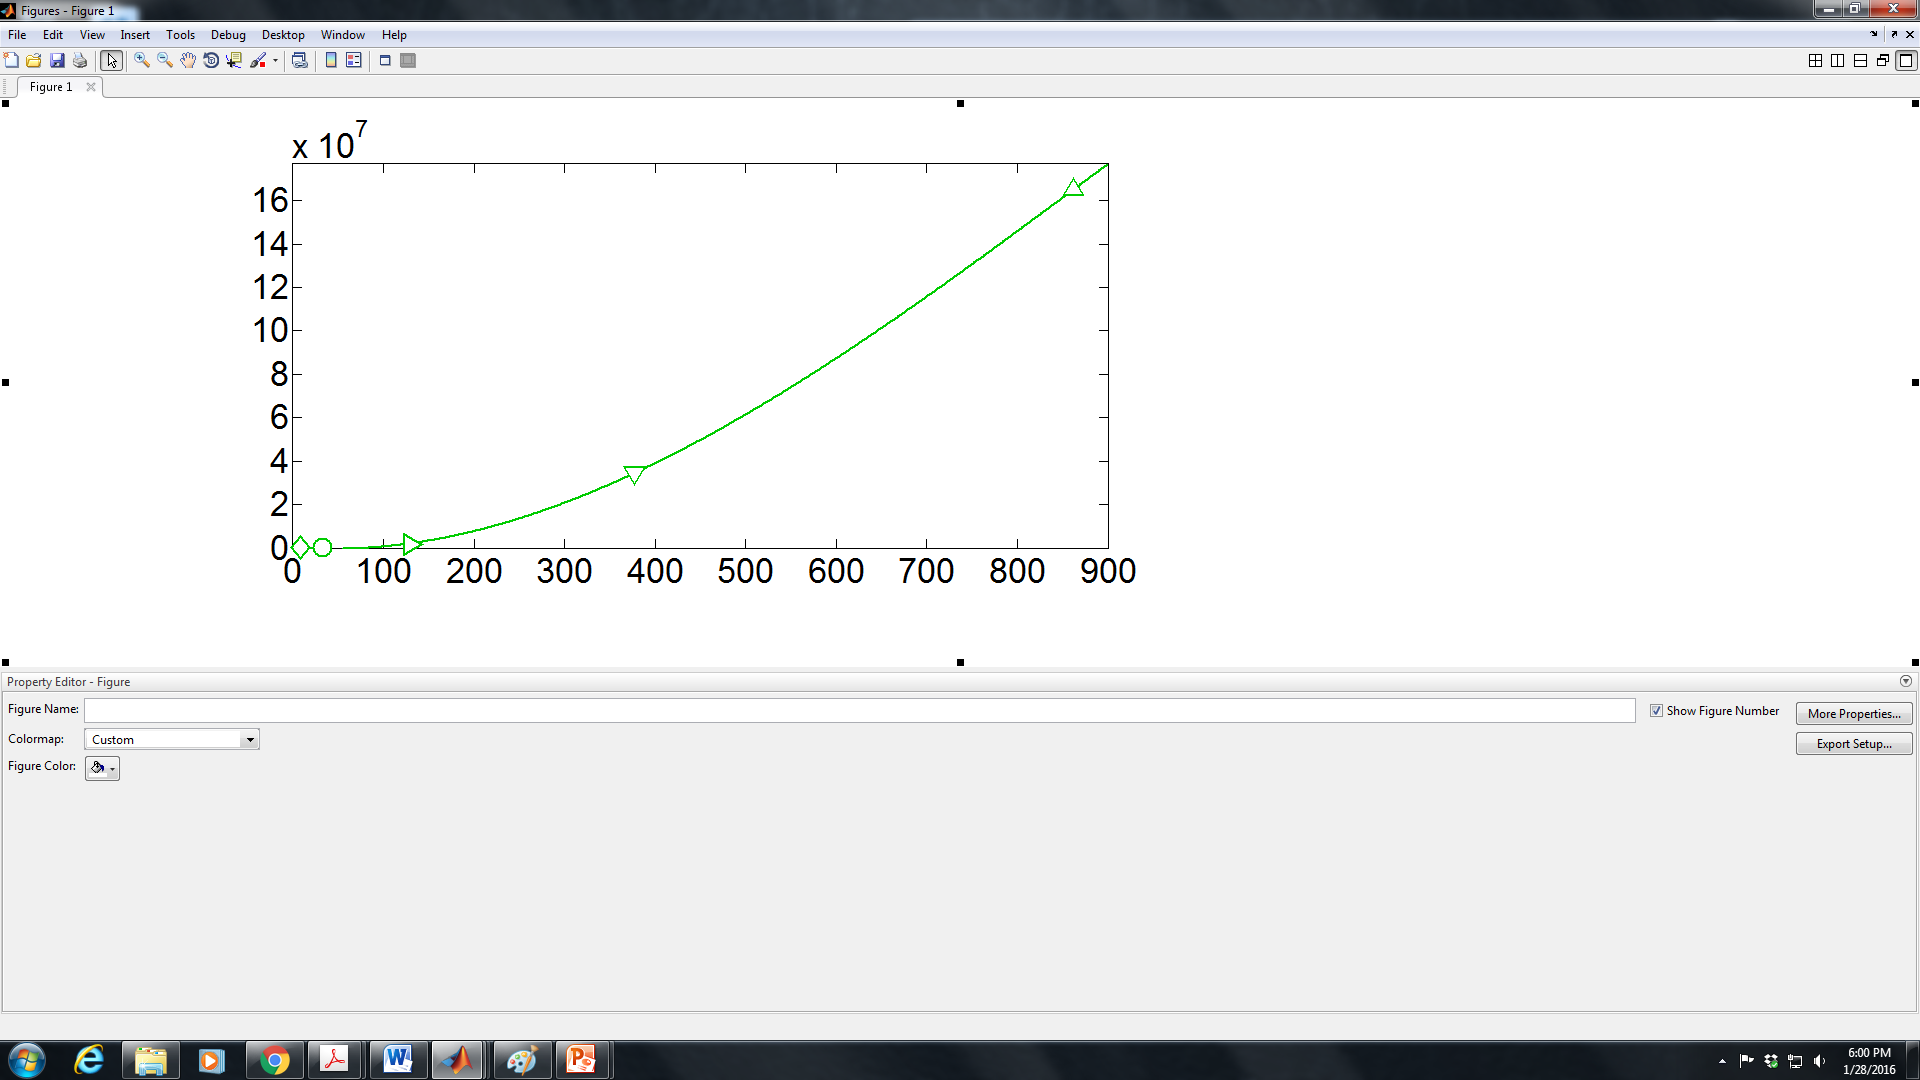 Figures - Figure 1
File Edit View Insert Tools Debug Desktop Window Help
Figure 1
x 10^7
16
14
12
10
8
6
4
2
0
0 100 200 300 400 500 600 700 800 900
Property Editor - Figure
Figure Name:
Show Figure Number
More Properties...
Colormap: Custom
Export Setup...
Figure Color:
6:00 PM
1/28/2016